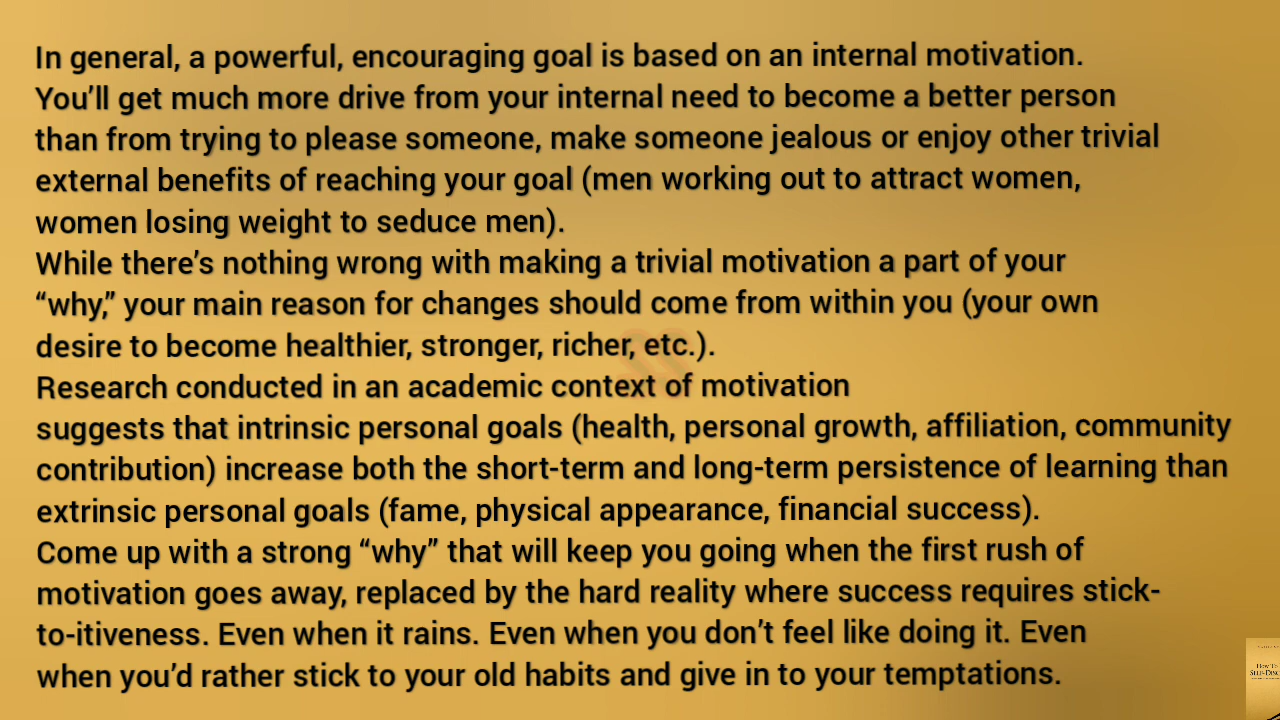 In general, a powerful, encouraging goal is based on an internal motivation.
You’ll get much more drive from your internal need to become a better person
than from trying to please someone, make someone jealous or enjoy other trivial
external benefits of reaching your goal (men working out to attract women,
women losing weight to seduce men).
While there’s nothing wrong with making a trivial motivation a part of your
“why,” your main reason for changes should come from within you (your own
desire to become healthier, stronger, richer, etc.).
Research conducted in an academic context of motivation
suggests that intrinsic personal goals (health, personal growth, affiliation, community
contribution) increase both the short-term and long-term persistence of learning than
extrinsic personal goals (fame, physical appearance, financial success).
Come up with a strong “why” that will keep you going when the first rush of
motivation goes away, replaced by the hard reality where success requires stick-
to-itiveness. Even when it rains. Even when you don’t feel like doing it. Even
when you’d rather stick to your old habits and give in to your temptations.
How To